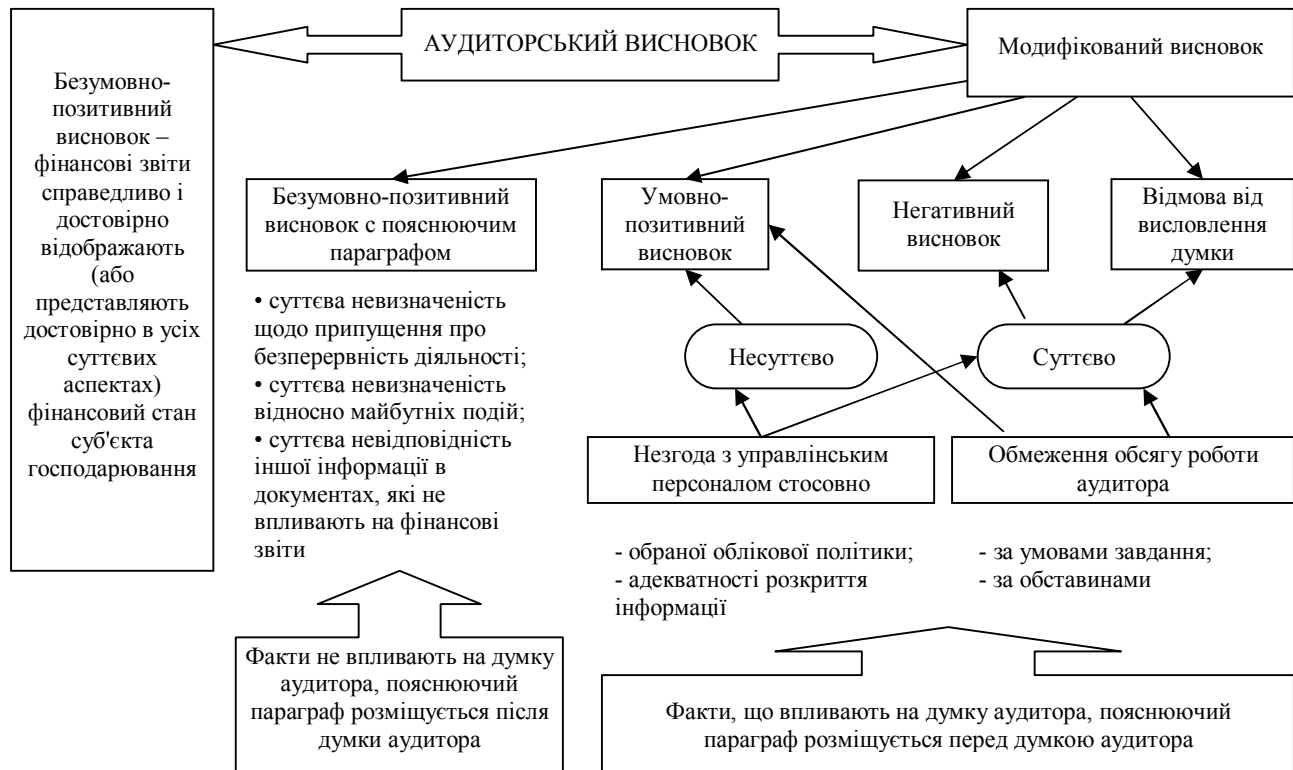 АУДИТОРСЬКИЙ ВИСНОВОК
Модифікований висновок
Безумовно-
позитивний
висновок –
фінансові звіти
справедливо і
достовірно
відображають
(або
представляють
достовірно в усіх
суттєвих
аспектах)
фінансовий стан
суб'єкта
господарювання
Безумовно-позитивний
висновок с пояснюючим
параграфом
Умовно-
позитивний
висновок
Негативний
висновок
Відмова від
висловлення
думки
• суттєва невизначеність
щодо припущення про
безперервність діяльності;
• суттєва невизначеність
відносно майбутніх подій;
• суттєва невідповідність
іншої інформації в
документах, які не
впливають на фінансові
звіти
Несуттєво
Суттєво
Незгода з управлінським
персоналом стосовно
Обмеження обсягу роботи
аудитора
- обраної облікової політики;
- адекватності розкриття
інформації
- за умовами завдання;
- за обставинами
Факти не впливають на думку
аудитора, пояснюючий
параграф розміщується після
думки аудитора
Факти, що впливають на думку аудитора, пояснюючий
параграф розміщується перед думкою аудитора